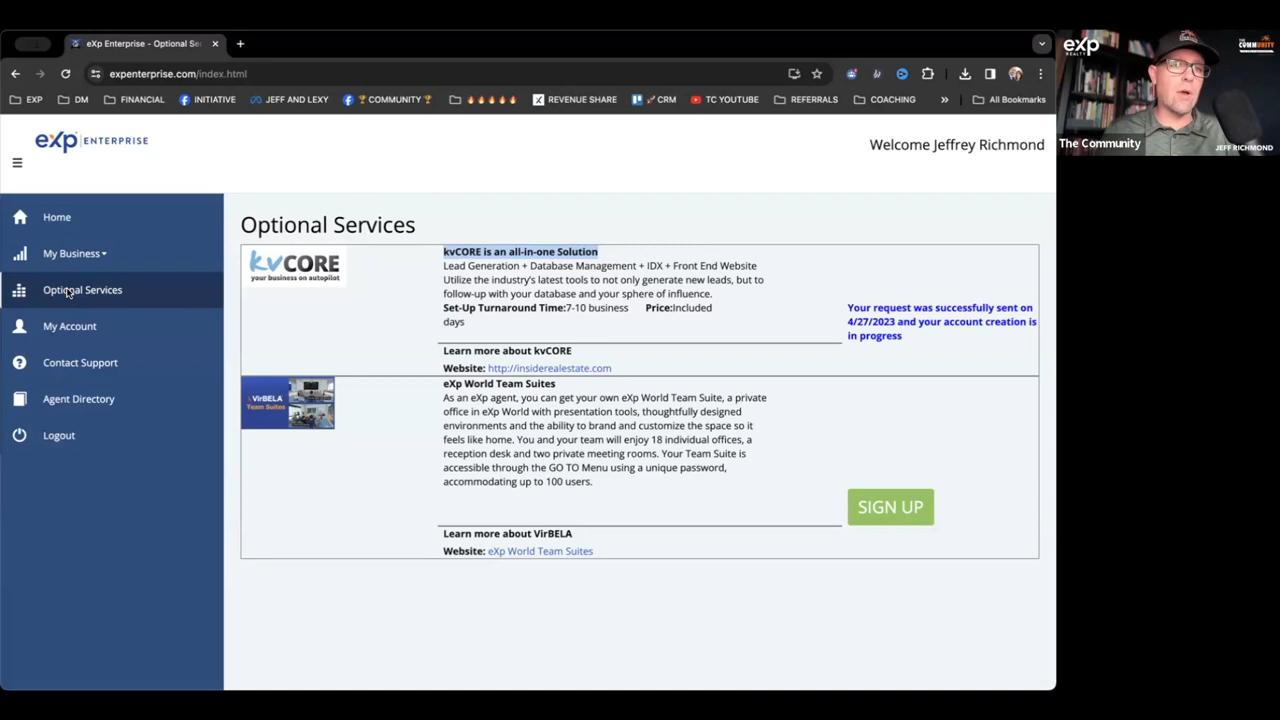 eXp Enterprise - Optional Se
expenterprise.com/index.html
EXP DM FINANCIAL INITIATIVE JEFF AND LEXY 🏆COMMUNITY🏆 🔥🔥🔥🔥🔥 REVENUE SHARE 🚀CRM TC YOUTUBE REFERRALS COACHING » All Bookmarks
eXp ENTERPRISE
Welcome Jeffrey Richmond
Home
My Business
Optional Services
My Account
Contact Support
Agent Directory
Logout
Optional Services
kvCORE
your business on autopilot
kvCORE is an all-in-one Solution
Lead Generation + Database Management + IDX + Front End Website
Utilize the industry's latest tools to not only generate new leads, but to
follow-up with your database and your sphere of influence.
Set-Up Turnaround Time:7-10 business Price:Included
days
Your request was successfully sent on
4/27/2023 and your account creation is
in progress
Learn more about kvCORE
Website: http://insiderealestate.com
VirBELA
Team Suites
eXp World Team Suites
As an eXp agent, you can get your own eXp World Team Suite, a private
office in eXp World with presentation tools, thoughtfully designed
environments and the ability to brand and customize the space so it
feels like home. You and your team will enjoy 18 individual offices, a
reception desk and two private meeting rooms. Your Team Suite is
accessible through the GO TO Menu using a unique password,
accommodating up to 100 users.
SIGN UP
Learn more about VirBELA
Website: eXp World Team Suites
eXp
REALTY
THE
COMMUNITY
The Community
JEFF RICHMOND